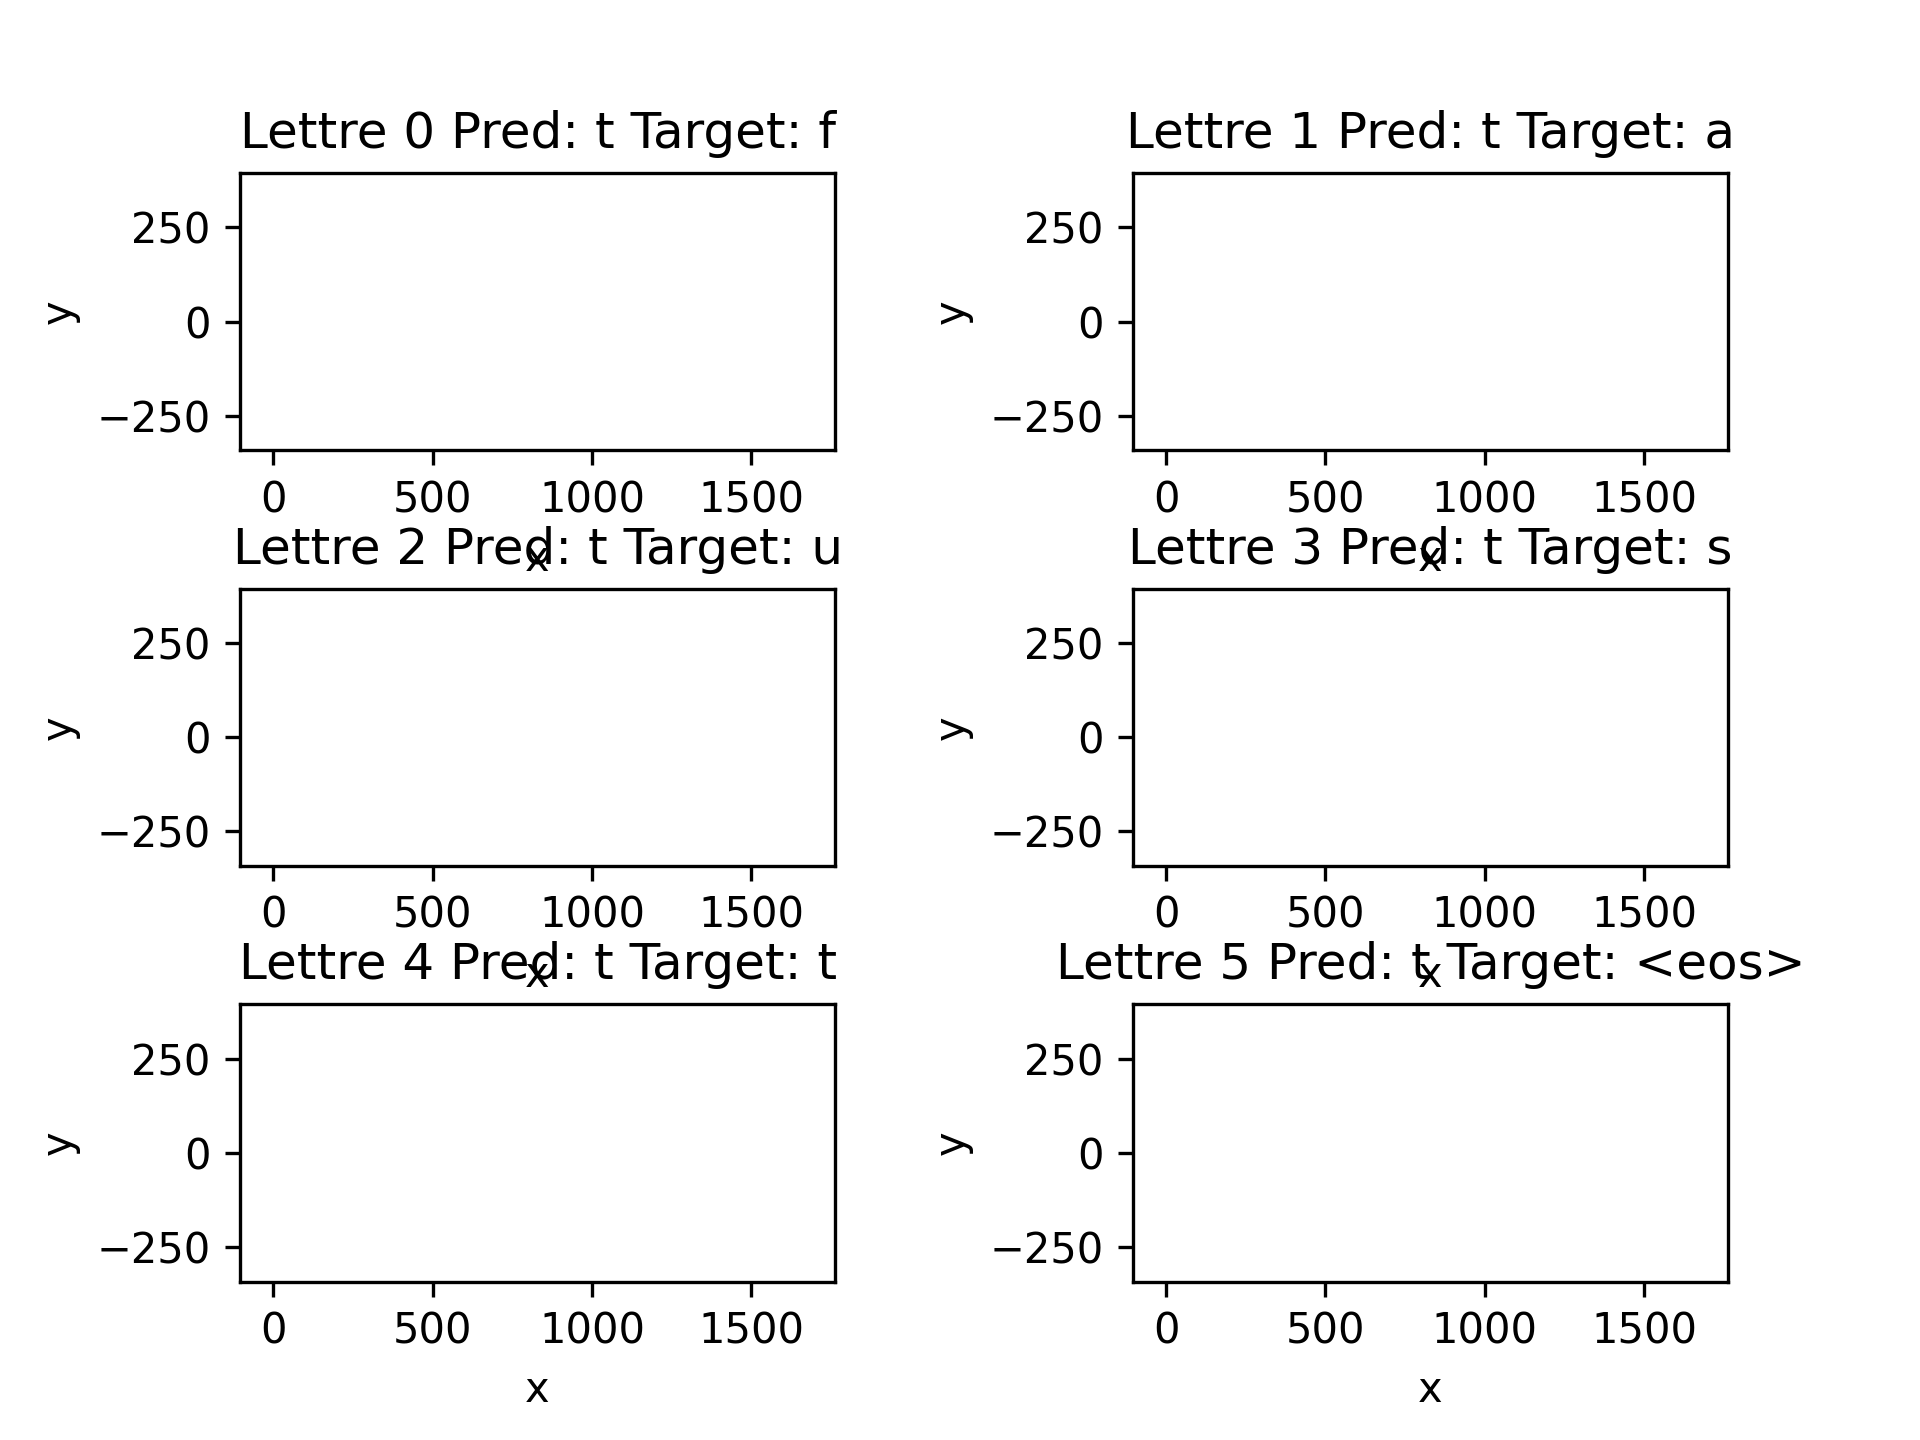 Lettre 0 Pred: t Target: f
250
0
−250
y
0 500 1000 1500
x
Lettre 1 Pred: t Target: a
250
0
−250
y
0 500 1000 1500
x
Lettre 2 Pred: t Target: u
250
0
−250
y
0 500 1000 1500
x
Lettre 3 Pred: t Target: s
250
0
−250
y
0 500 1000 1500
x
Lettre 4 Pred: t Target: t
250
0
−250
y
0 500 1000 1500
x
Lettre 5 Pred: t Target: <eos>
250
0
−250
y
0 500 1000 1500
x